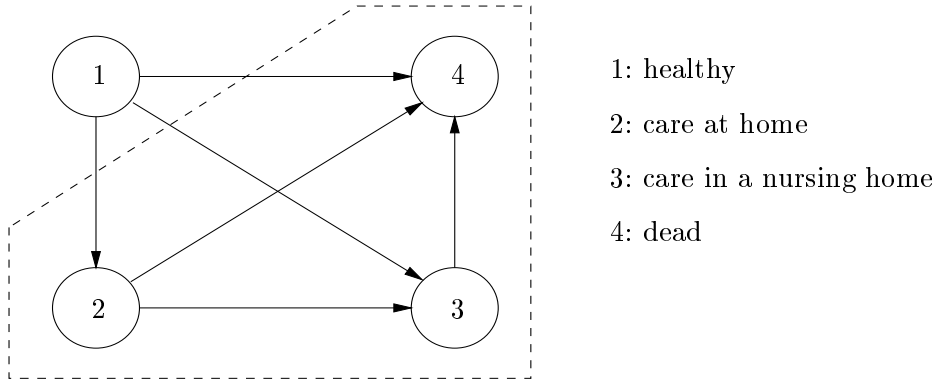 1
4
2
3
1: healthy
2: care at home
3: care in a nursing home
4: dead